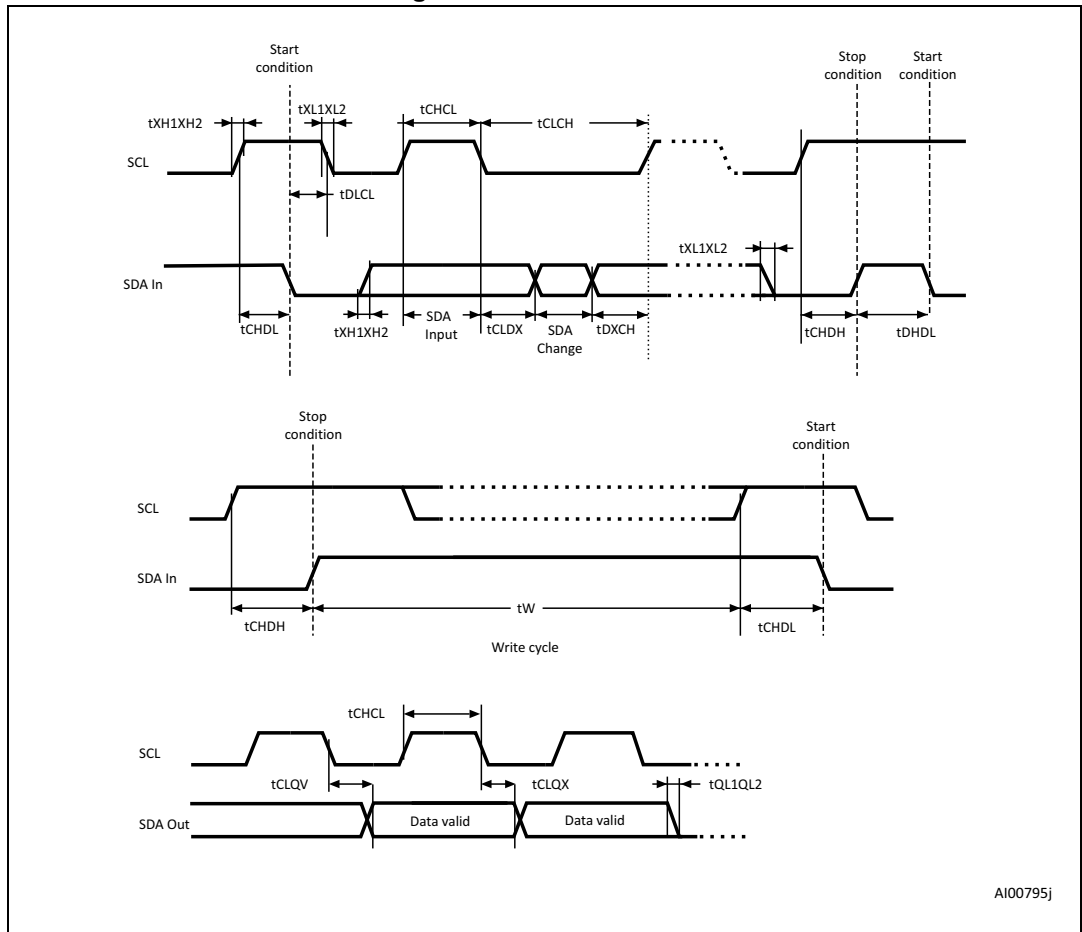 Start
condition
Stop
condition
Start
condition
tXH1XH2
tXL1XL2
tCHCL
tCLCH
SCL
tDLCL
tXL1XL2
SDA In
tCHDL
tXH1XH2
SDA
Input
tCLDX
SDA
Change
tDXCH
tCHDH
tDHDL
Stop
condition
Start
condition
SCL
SDA In
tCHDH
tW
tCHDL
Write cycle
tCHCL
SCL
tCLQV
tCLQX
tQL1QL2
SDA Out
Data valid
Data valid
AI00795j